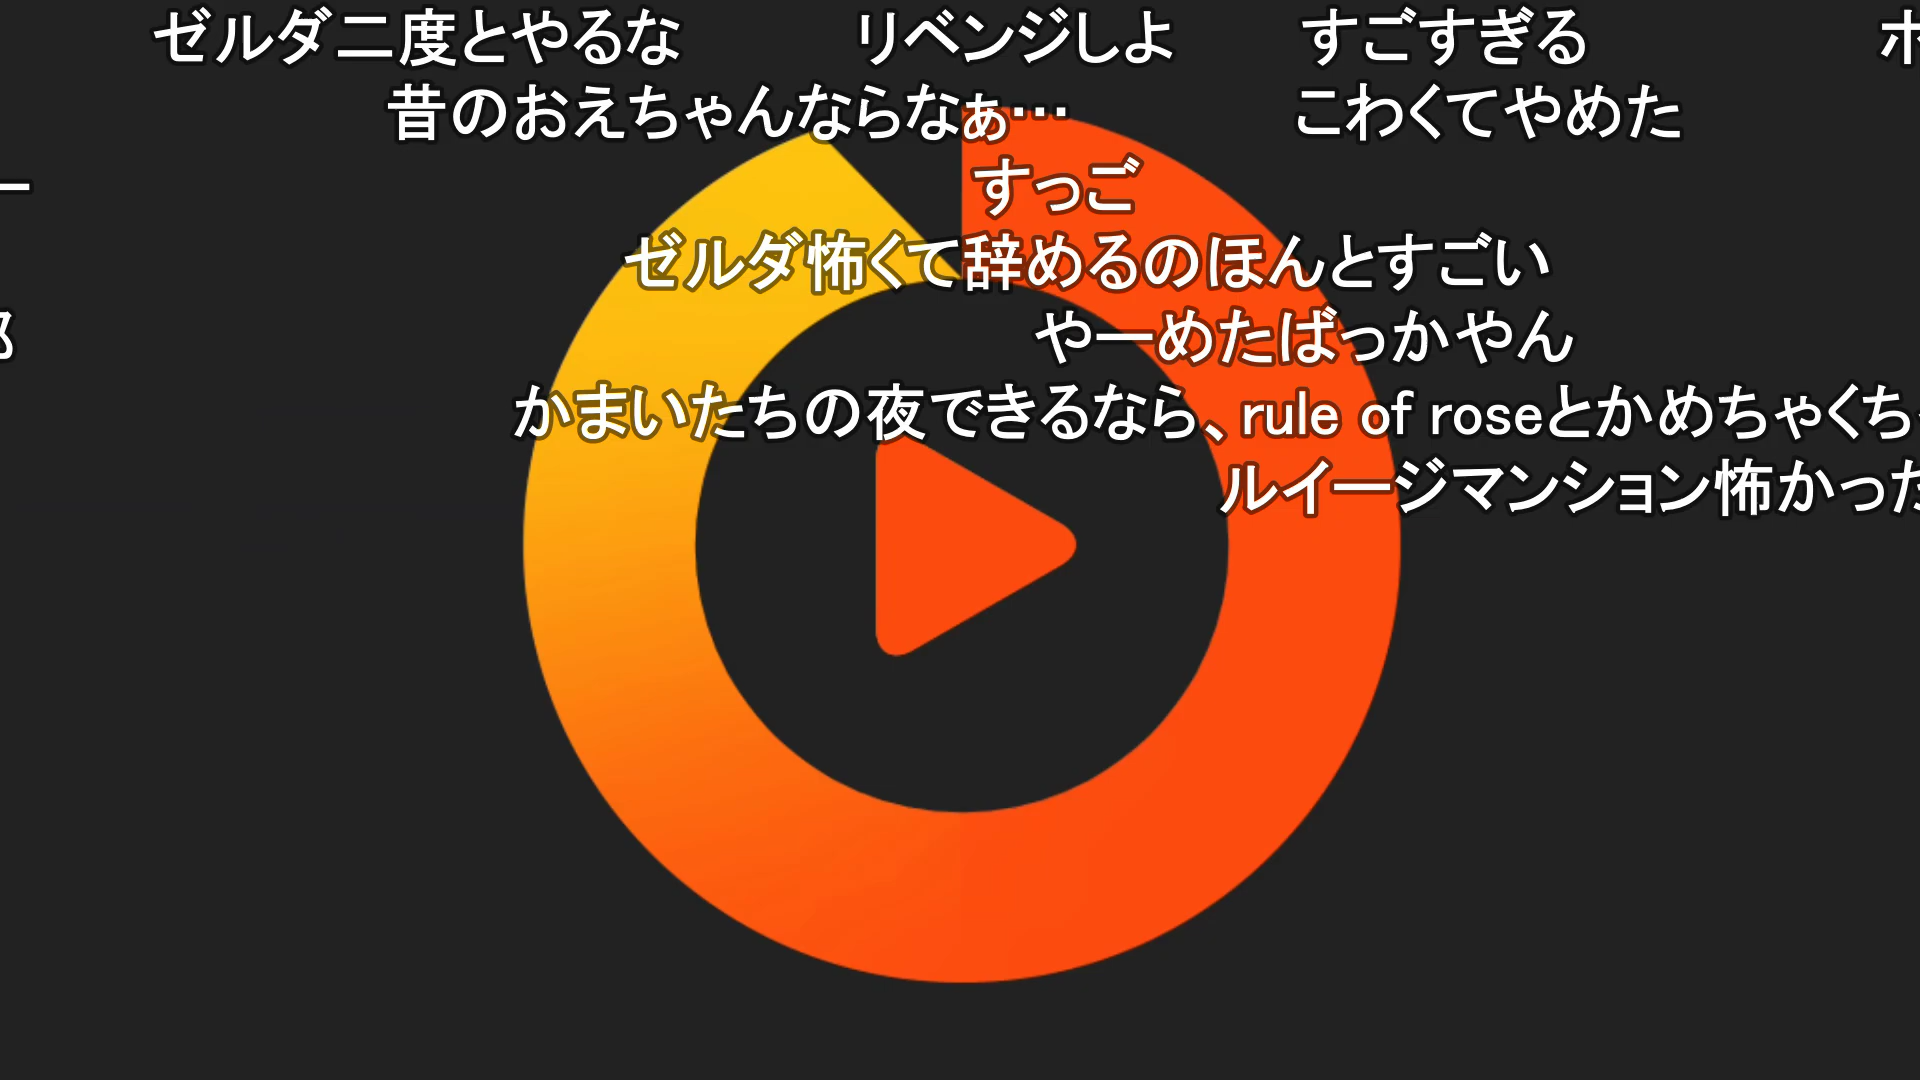 ゼルダ二度とやるな
リベンジしよ
すごすぎる
ホ
昔のおえちゃんならなぁ…
こわくてやめた
ー
すっご
ゼルダ怖くて辞めるのほんとすごい
やーめたばっかやん
かまいたちの夜できるなら、rule of roseとかめちゃくち
ルイージマンション怖かった